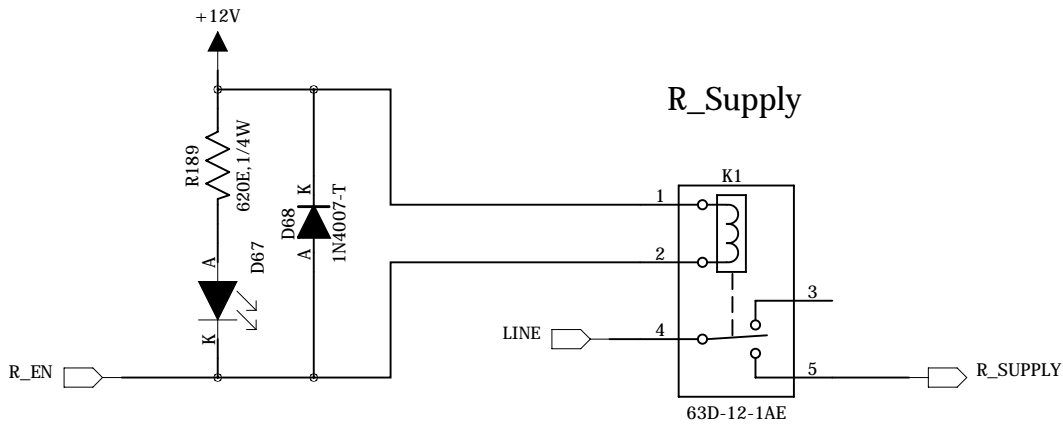 +12V
R_Supply
R189
620E,1/4W
K
D68
A
1N4007-T
A
D67
K
K1
1
2
3
LINE
4
R_EN
5
R_SUPPLY
63D-12-1AE